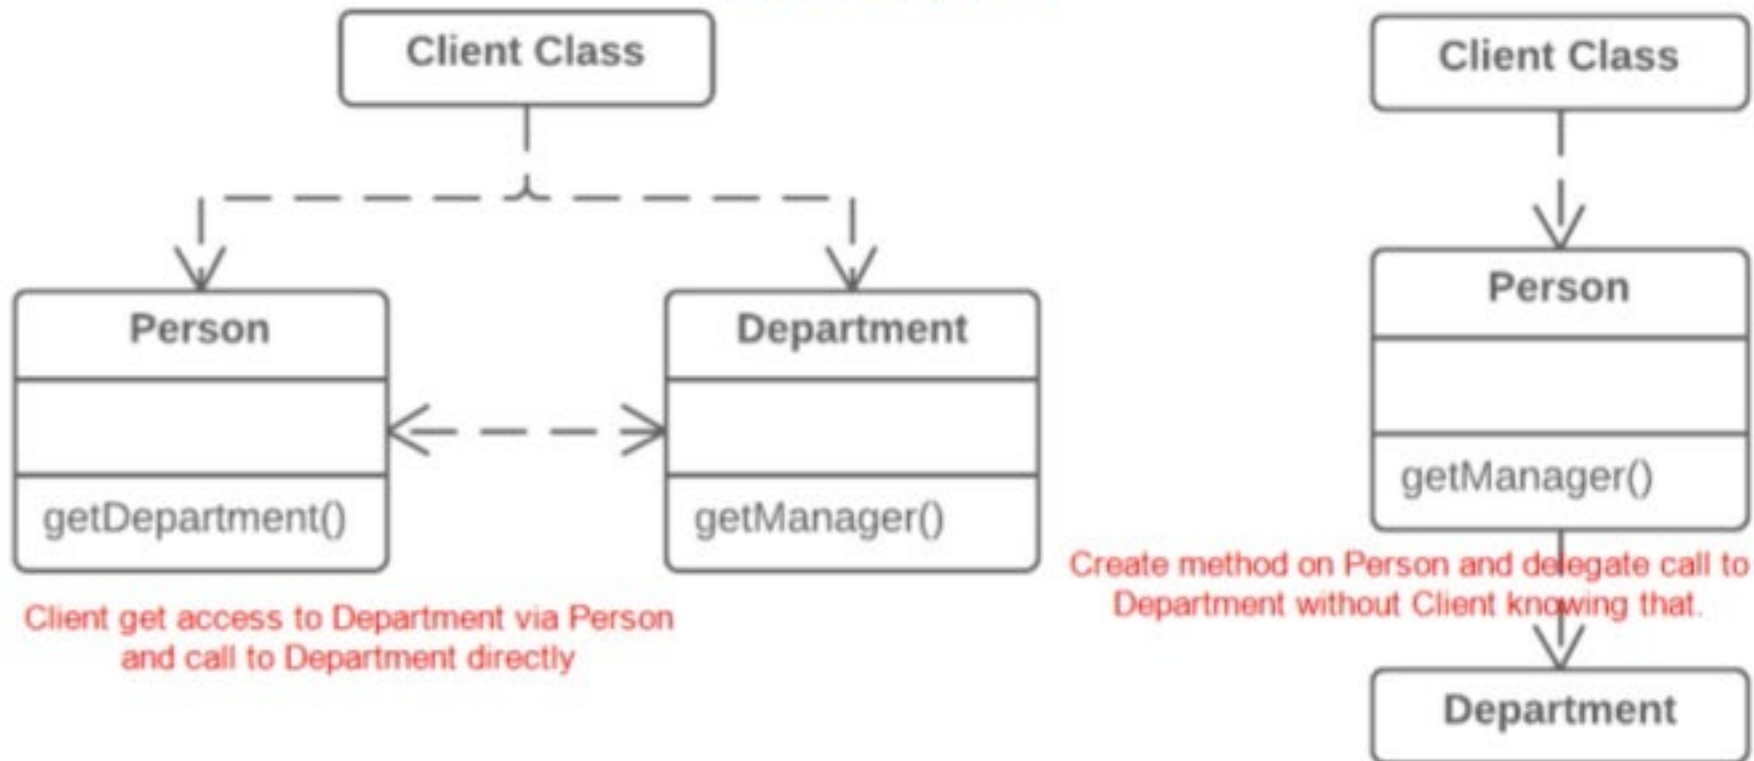 Client Class
Person
Department
getDepartment()
getManager()
Client get access to Department via Person
and call to Department directly
Client Class
Person
getManager()
Create method on Person and delegate call to
Department without Client knowing that.
Department